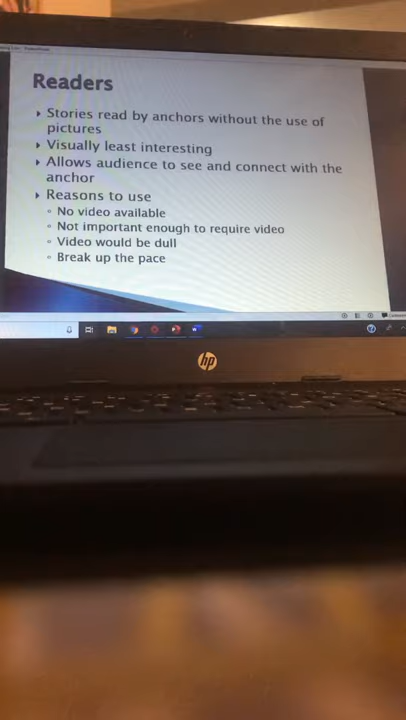 Readers
Stories read by anchors without the use of
pictures
Visually least interesting
Allows audience to see and connect with the
anchor
Reasons to use
No video available
Not important enough to require video
Video would be dull
Break up the pace
hp